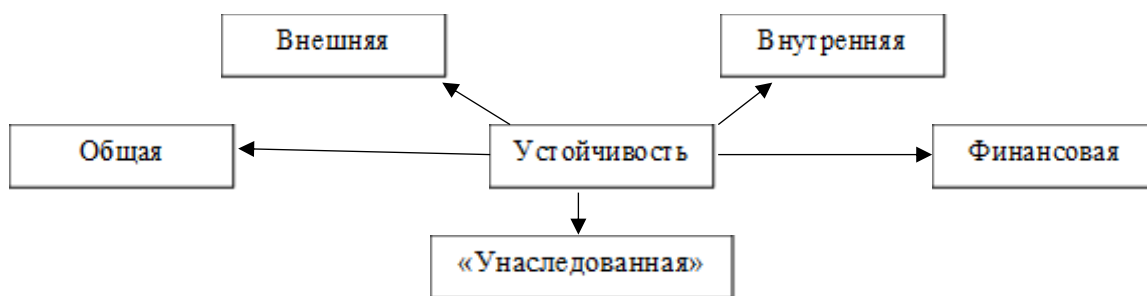 Внешняя
Внутренняя
Общая
Устойчивость
Финансовая
«Унаследованная»